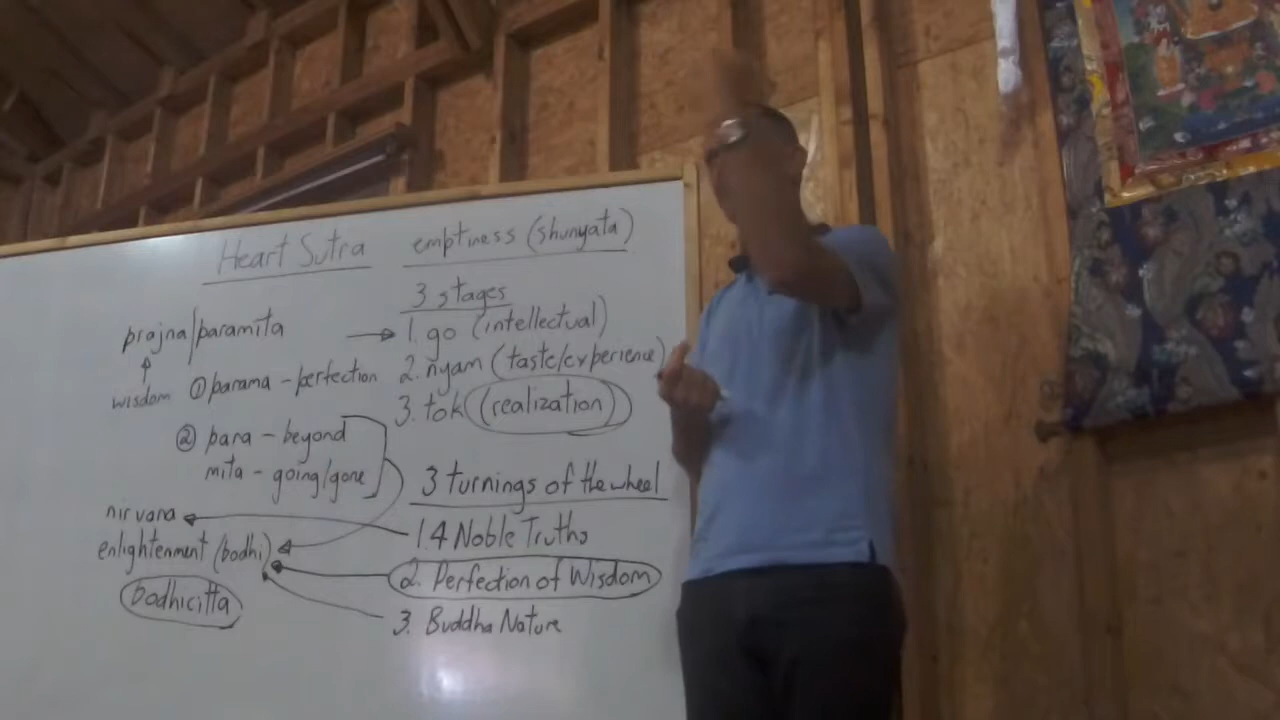 Heart Sutra
prajna/paramita
wisdom
① parama - perfection
② para - beyond
mita - going/gone
nirvana
enlightenment (bodhi)
bodhicitta
emptiness (shunyata)
3 stages
1. go (intellectual)
2. nyam (taste/experience)
3. tok (realization)
3 turnings of the wheel
1. 4 Noble Truths
2. Perfection of Wisdom
3. Buddha Nature